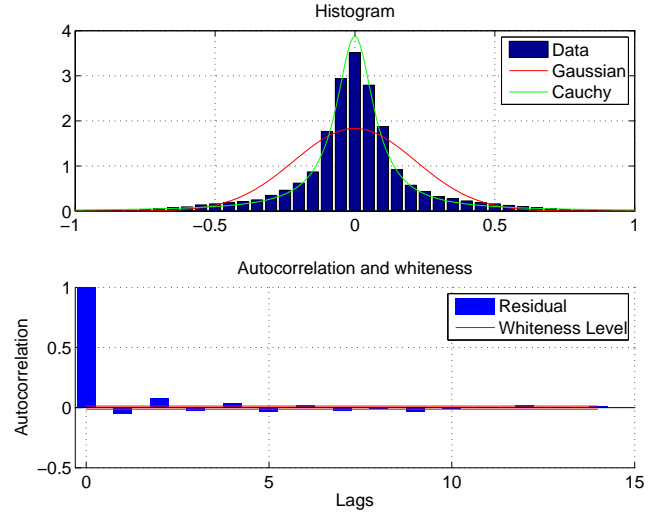 Histogram
4
3
2
1
0
−1
−0.5
0
0.5
1
Data
Gaussian
Cauchy
Autocorrelation and whiteness
Autocorrelation
1
0.5
0
−0.5
0
5
10
15
Lags
Residual
Whiteness Level